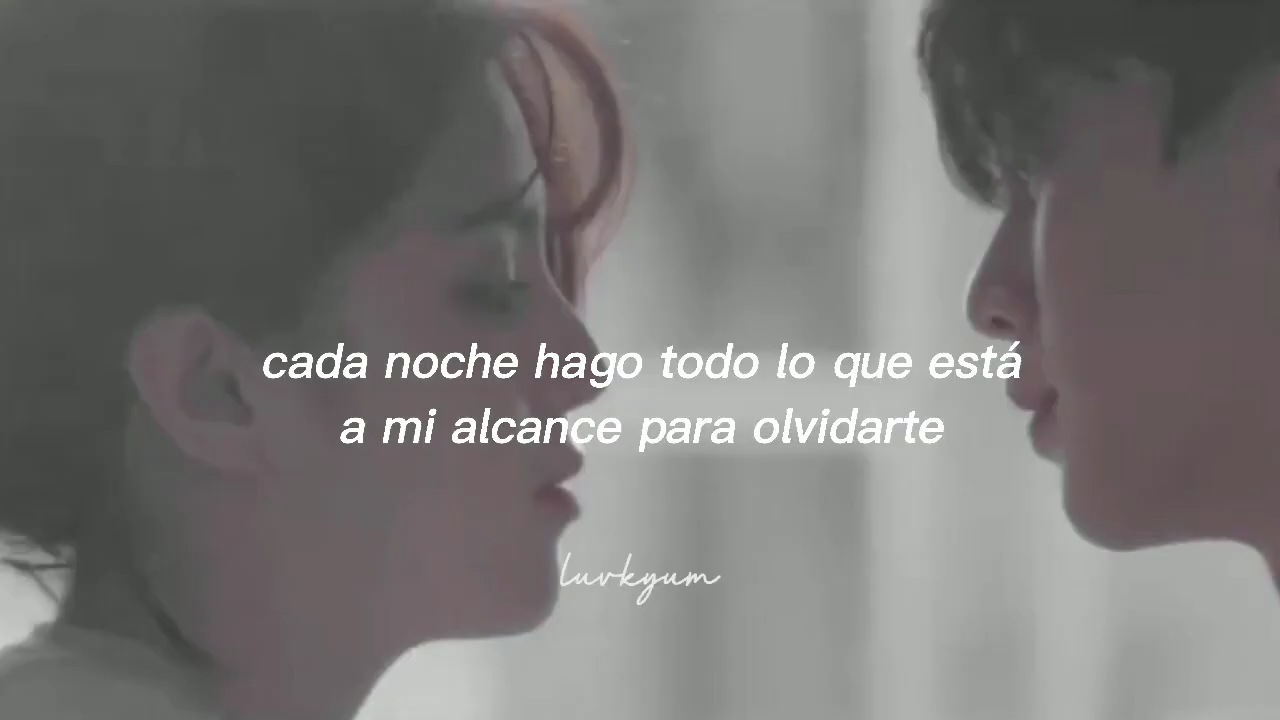 cada noche hago todo lo que está
a mi alcance para olvidarte
luvkyum